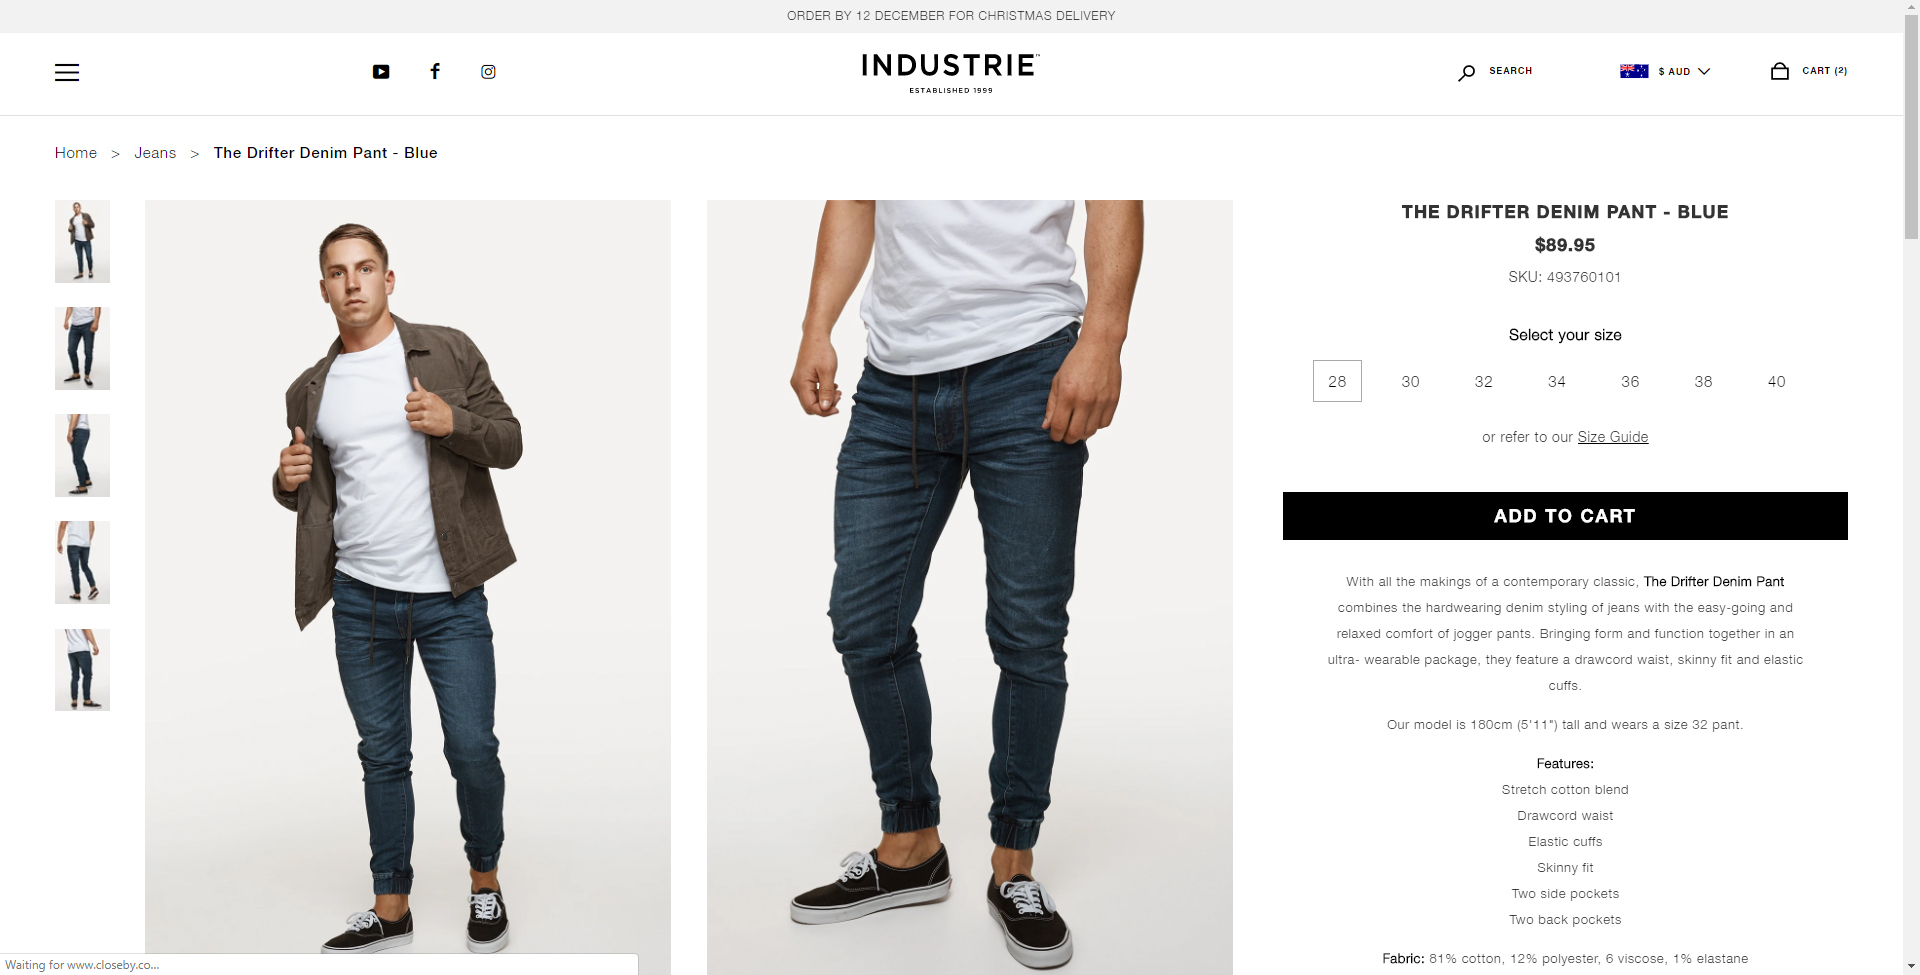 ORDER BY 12 DECEMBER FOR CHRISTMAS DELIVERY
INDUSTRIE™
ESTABLISHED 1999
SEARCH
$ AUD
CART (2)
Home > Jeans > The Drifter Denim Pant - Blue
THE DRIFTER DENIM PANT - BLUE
$89.95
SKU: 493760101
Select your size
28 30 32 34 36 38 40
or refer to our Size Guide
ADD TO CART
With all the makings of a contemporary classic, The Drifter Denim Pant
combines the hardwearing denim styling of jeans with the easy-going and
relaxed comfort of jogger pants. Bringing form and function together in an
ultra- wearable package, they feature a drawcord waist, skinny fit and elastic
cuffs.
Our model is 180cm (5'11") tall and wears a size 32 pant.
Features:
Stretch cotton blend
Drawcord waist
Elastic cuffs
Skinny fit
Two side pockets
Two back pockets
Fabric: 81% cotton, 12% polyester, 6 viscose, 1% elastane
Waiting for www.closeby.co...